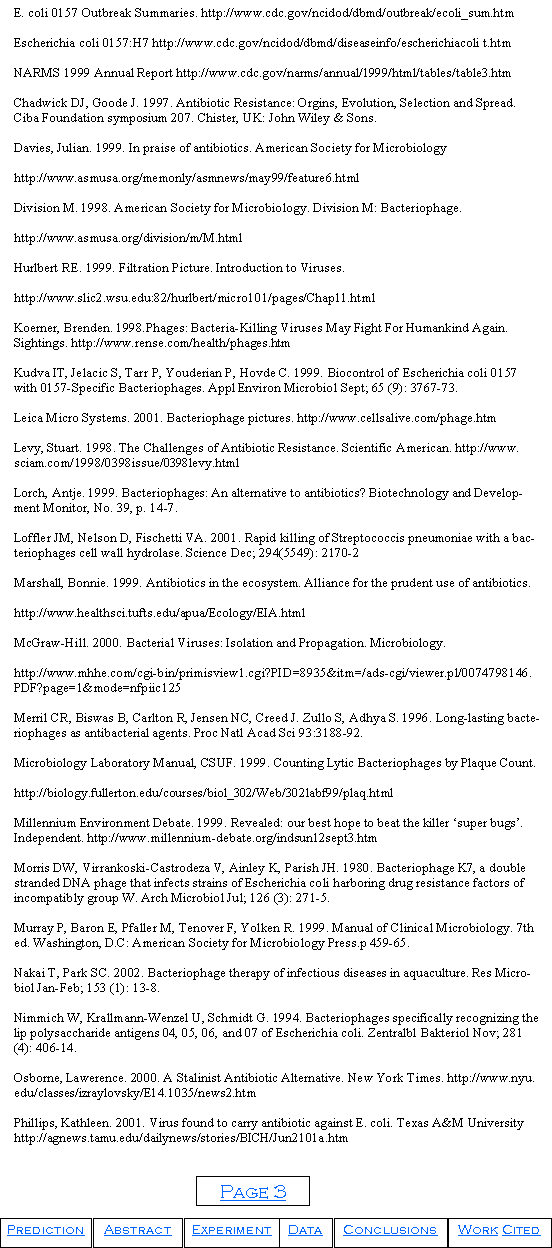 E. coli 0157 Outbreak Summaries. http://www.cdc.gov/ncidod/dbmd/outbreak/ecoli_sum.htm
Escherichia coli 0157:H7 http://www.cdc.gov/ncidod/dbmd/diseaseinfo/escherichiacoli t.htm
NARMS 1999 Annual Report http://www.cdc.gov/narms/annual/1999/html/tables/table3.htm
Chadwick DJ, Goode J. 1997. Antibiotic Resistance: Orgins, Evolution, Selection and Spread.
Ciba Foundation symposium 207. Chister, UK: John Wiley & Sons.
Davies, Julian. 1999. In praise of antibiotics. American Society for Microbiology
http://www.asmusa.org/memonly/asmnews/may99/feature6.html
Division M. 1998. American Society for Microbiology. Division M: Bacteriophage.
http://www.asmusa.org/division/m/M.html
Hurlbert RE. 1999. Filtration Picture. Introduction to Viruses.
http://www.slic2.wsu.edu:82/hurlbert/micro101/pages/Chap11.html
Koerner, Brenden. 1998.Phages: Bacteria-Killing Viruses May Fight For Humankind Again.
Sightings. http://www.rense.com/health/phages.htm
Kudva IT, Jelacic S, Tarr P, Youderian P, Hovde C. 1999. Biocontrol of Escherichia coli 0157
with 0157-Specific Bacteriophages. Appl Environ Microbiol Sept; 65 (9): 3767-73.
Leica Micro Systems. 2001. Bacteriophage pictures. http://www.cellsalive.com/phage.htm
Levy, Stuart. 1998. The Challenges of Antibiotic Resistance. Scientific American. http://www.
sciam.com/1998/0398issue/0398levy.html
Lorch, Antje. 1999. Bacteriophages: An alternative to antibiotics? Biotechnology and Develop-
ment Monitor, No. 39, p. 14-7.
Loffler JM, Nelson D, Fischetti VA. 2001. Rapid killing of Streptococcis pneumoniae with a bac-
teriophages cell wall hydrolase. Science Dec; 294(5549): 2170-2
Marshall, Bonnie. 1999. Antibiotics in the ecosystem. Alliance for the prudent use of antibiotics.
http://www.healthsci.tufts.edu/apua/Ecology/EIA.html
McGraw-Hill. 2000. Bacterial Viruses: Isolation and Propagation. Microbiology.
http://www.mhhe.com/cgi-bin/primisview1.cgi?PID=8935&itm=/ads-cgi/viewer.pl/0074798146.
PDF?page=1&mode=nfpiic125
Merril CR, Biswas B, Carlton R, Jensen NC, Creed J. Zullo S, Adhya S. 1996. Long-lasting bacte-
riophages as antibacterial agents. Proc Natl Acad Sci 93:3188-92.
Microbiology Laboratory Manual, CSUF. 1999. Counting Lytic Bacteriophages by Plaque Count.
http://biology.fullerton.edu/courses/biol_302/Web/302labf99/plaq.html
Millennium Environment Debate. 1999. Revealed: our best hope to beat the killer ‘super bugs’.
Independent. http://www.millennium-debate.org/indsun12sept3.htm
Morris DW, Virrankoski-Castrodeza V, Ainley K, Parish JH. 1980. Bacteriophage K7, a double
stranded DNA phage that infects strains of Escherichia coli harboring drug resistance factors of
incompatibly group W. Arch Microbiol Jul; 126 (3): 271-5.
Murray P, Baron E, Pfaller M, Tenover F, Yolken R. 1999. Manual of Clinical Microbiology. 7th
ed. Washington, D.C: American Society for Microbiology Press.p 459-65.
Nakai T, Park SC. 2002. Bacteriophage therapy of infectious diseases in aquaculture. Res Micro-
biol Jan-Feb; 153 (1): 13-8.
Nimmich W, Krallmann-Wenzel U, Schmidt G. 1994. Bacteriophages specifically recognizing the
lip polysaccharide antigens 04, 05, 06, and 07 of Escherichia coli. Zentralbl Bakteriol Nov; 281
(4): 406-14.
Osborne, Lawerence. 2000. A Stalinist Antibiotic Alternative. New York Times. http://www.nyu.
edu/classes/izraylovsky/E14.1035/news2.htm
Phillips, Kathleen. 2001. Virus found to carry antibiotic against E. coli. Texas A&M University
http://agnews.tamu.edu/dailynews/stories/BICH/Jun2101a.htm
Page 3
Prediction Abstract Experiment Data Conclusions Work Cited